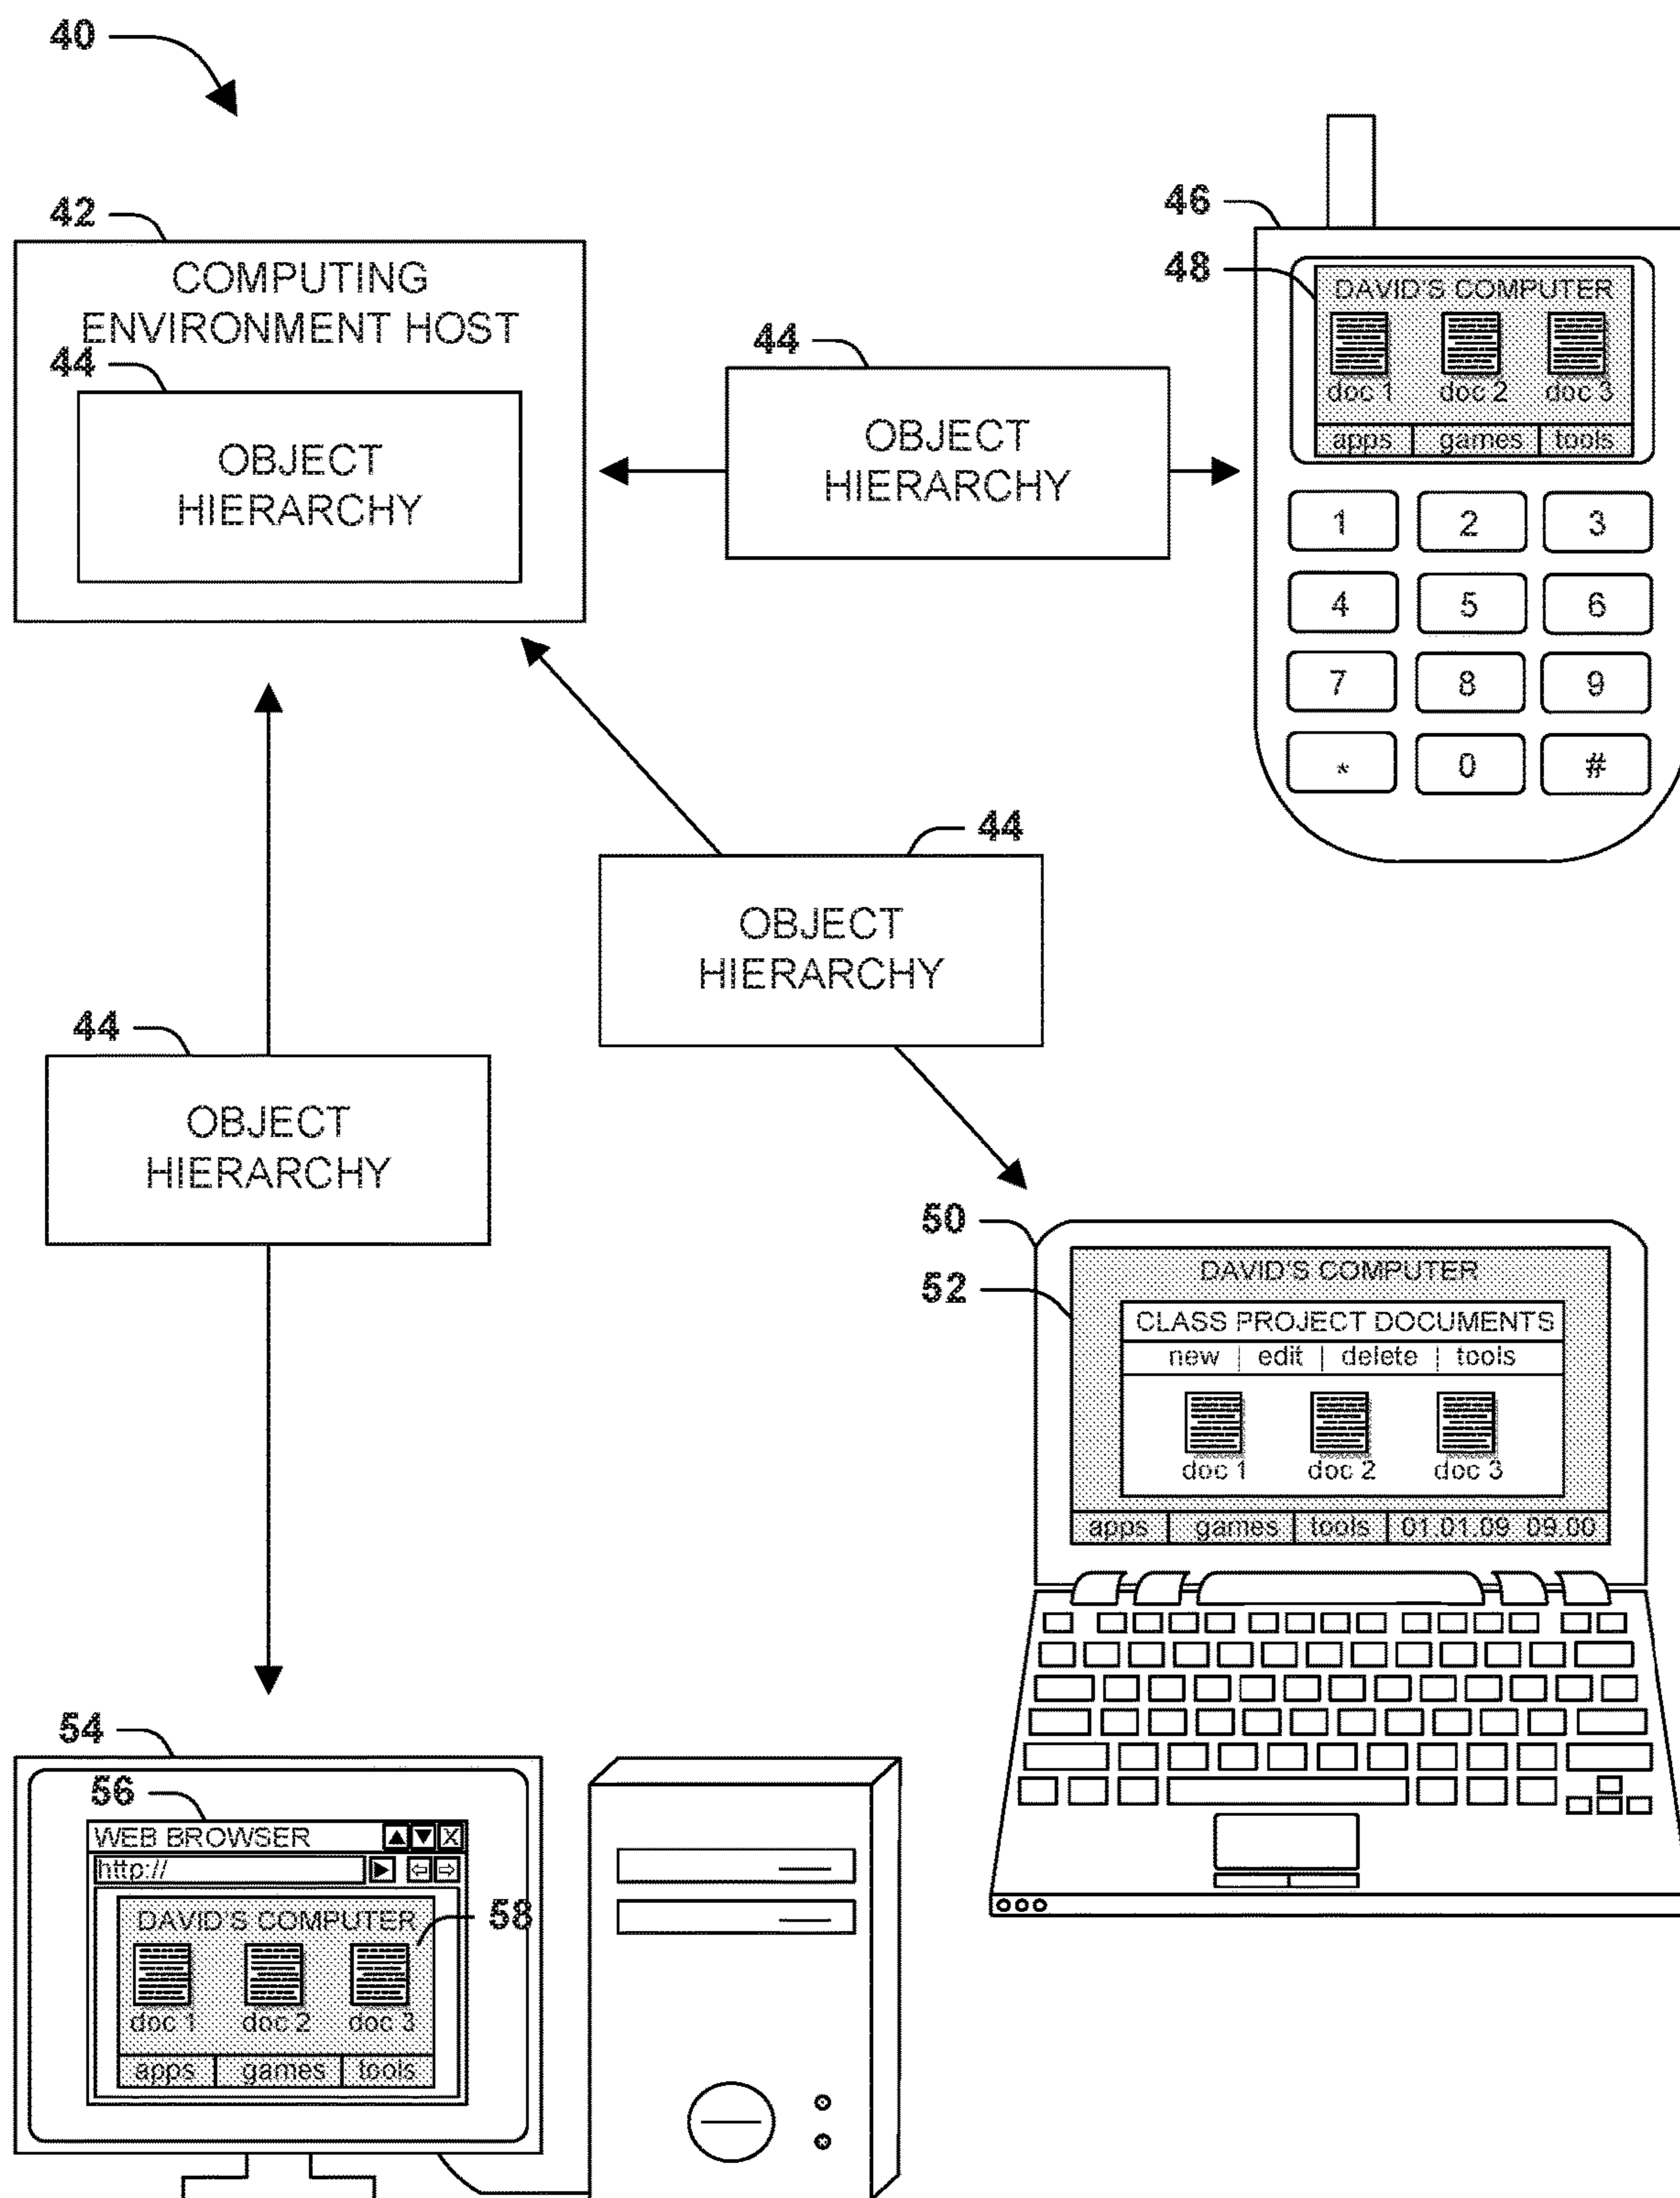 40
42
COMPUTING
ENVIRONMENT HOST
44
OBJECT
HIERARCHY
44
OBJECT
HIERARCHY
46
48
DAVID'S COMPUTER
doc 1 doc 2 doc 3
apps games tools
1 2 3
4 5 6
7 8 9
* 0 #
44
OBJECT
HIERARCHY
44
OBJECT
HIERARCHY
50
52
DAVID'S COMPUTER
CLASS PROJECT DOCUMENTS
new | edit | delete | tools
doc 1 doc 2 doc 3
apps games tools 01.01.09 09.00
54
56
WEB BROWSER X
http://
DAVID'S COMPUTER
58
doc 1 doc 2 doc 3
apps games tools